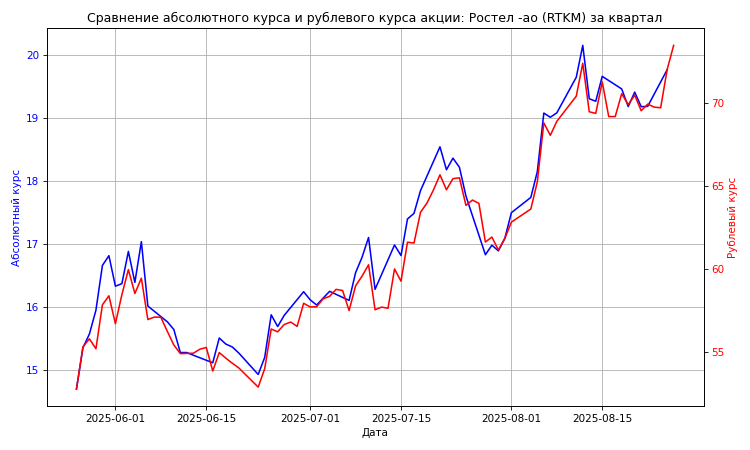 Сравнение абсолютного курса и рублевого курса акции: Ростел -ао (RTKM) за квартал
20
19
18
17
16
15
Абсолютный курс
70
65
60
55
Рублевый курс
2025-06-01 2025-06-15 2025-07-01 2025-07-15 2025-08-01 2025-08-15
Дата